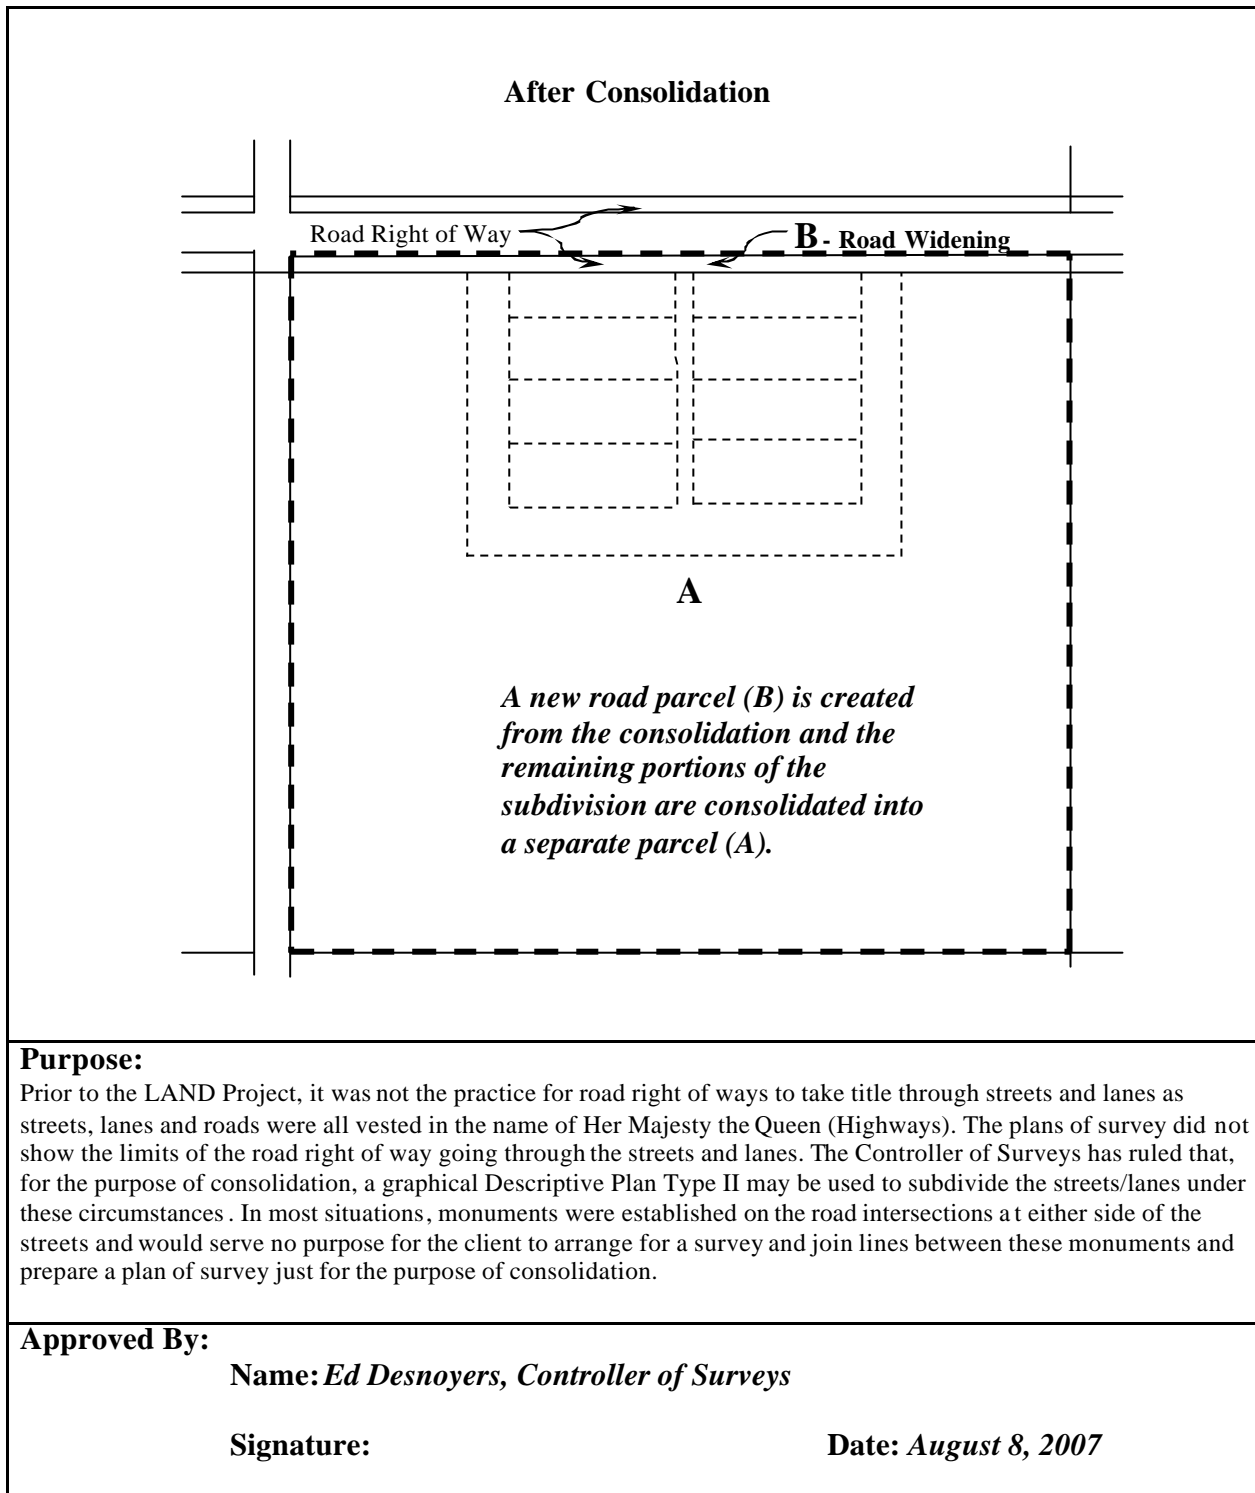 After Consolidation
Road Right of Way
B - Road Widening
A
A new road parcel (B) is created
from the consolidation and the
remaining portions of the
subdivision are consolidated into
a separate parcel (A).
Purpose:
Prior to the LAND Project, it was not the practice for road right of ways to take title through streets and lanes as
streets, lanes and roads were all vested in the name of Her Majesty the Queen (Highways). The plans of survey did not
show the limits of the road right of way going through the streets and lanes. The Controller of Surveys has ruled that,
for the purpose of consolidation, a graphical Descriptive Plan Type II may be used to subdivide the streets/lanes under
these circumstances. In most situations, monuments were established on the road intersections at either side of the
streets and would serve no purpose for the client to arrange for a survey and join lines between these monuments and
prepare a plan of survey just for the purpose of consolidation.
Approved By:
Name: Ed Desnoyers, Controller of Surveys
Signature: Date: August 8, 2007